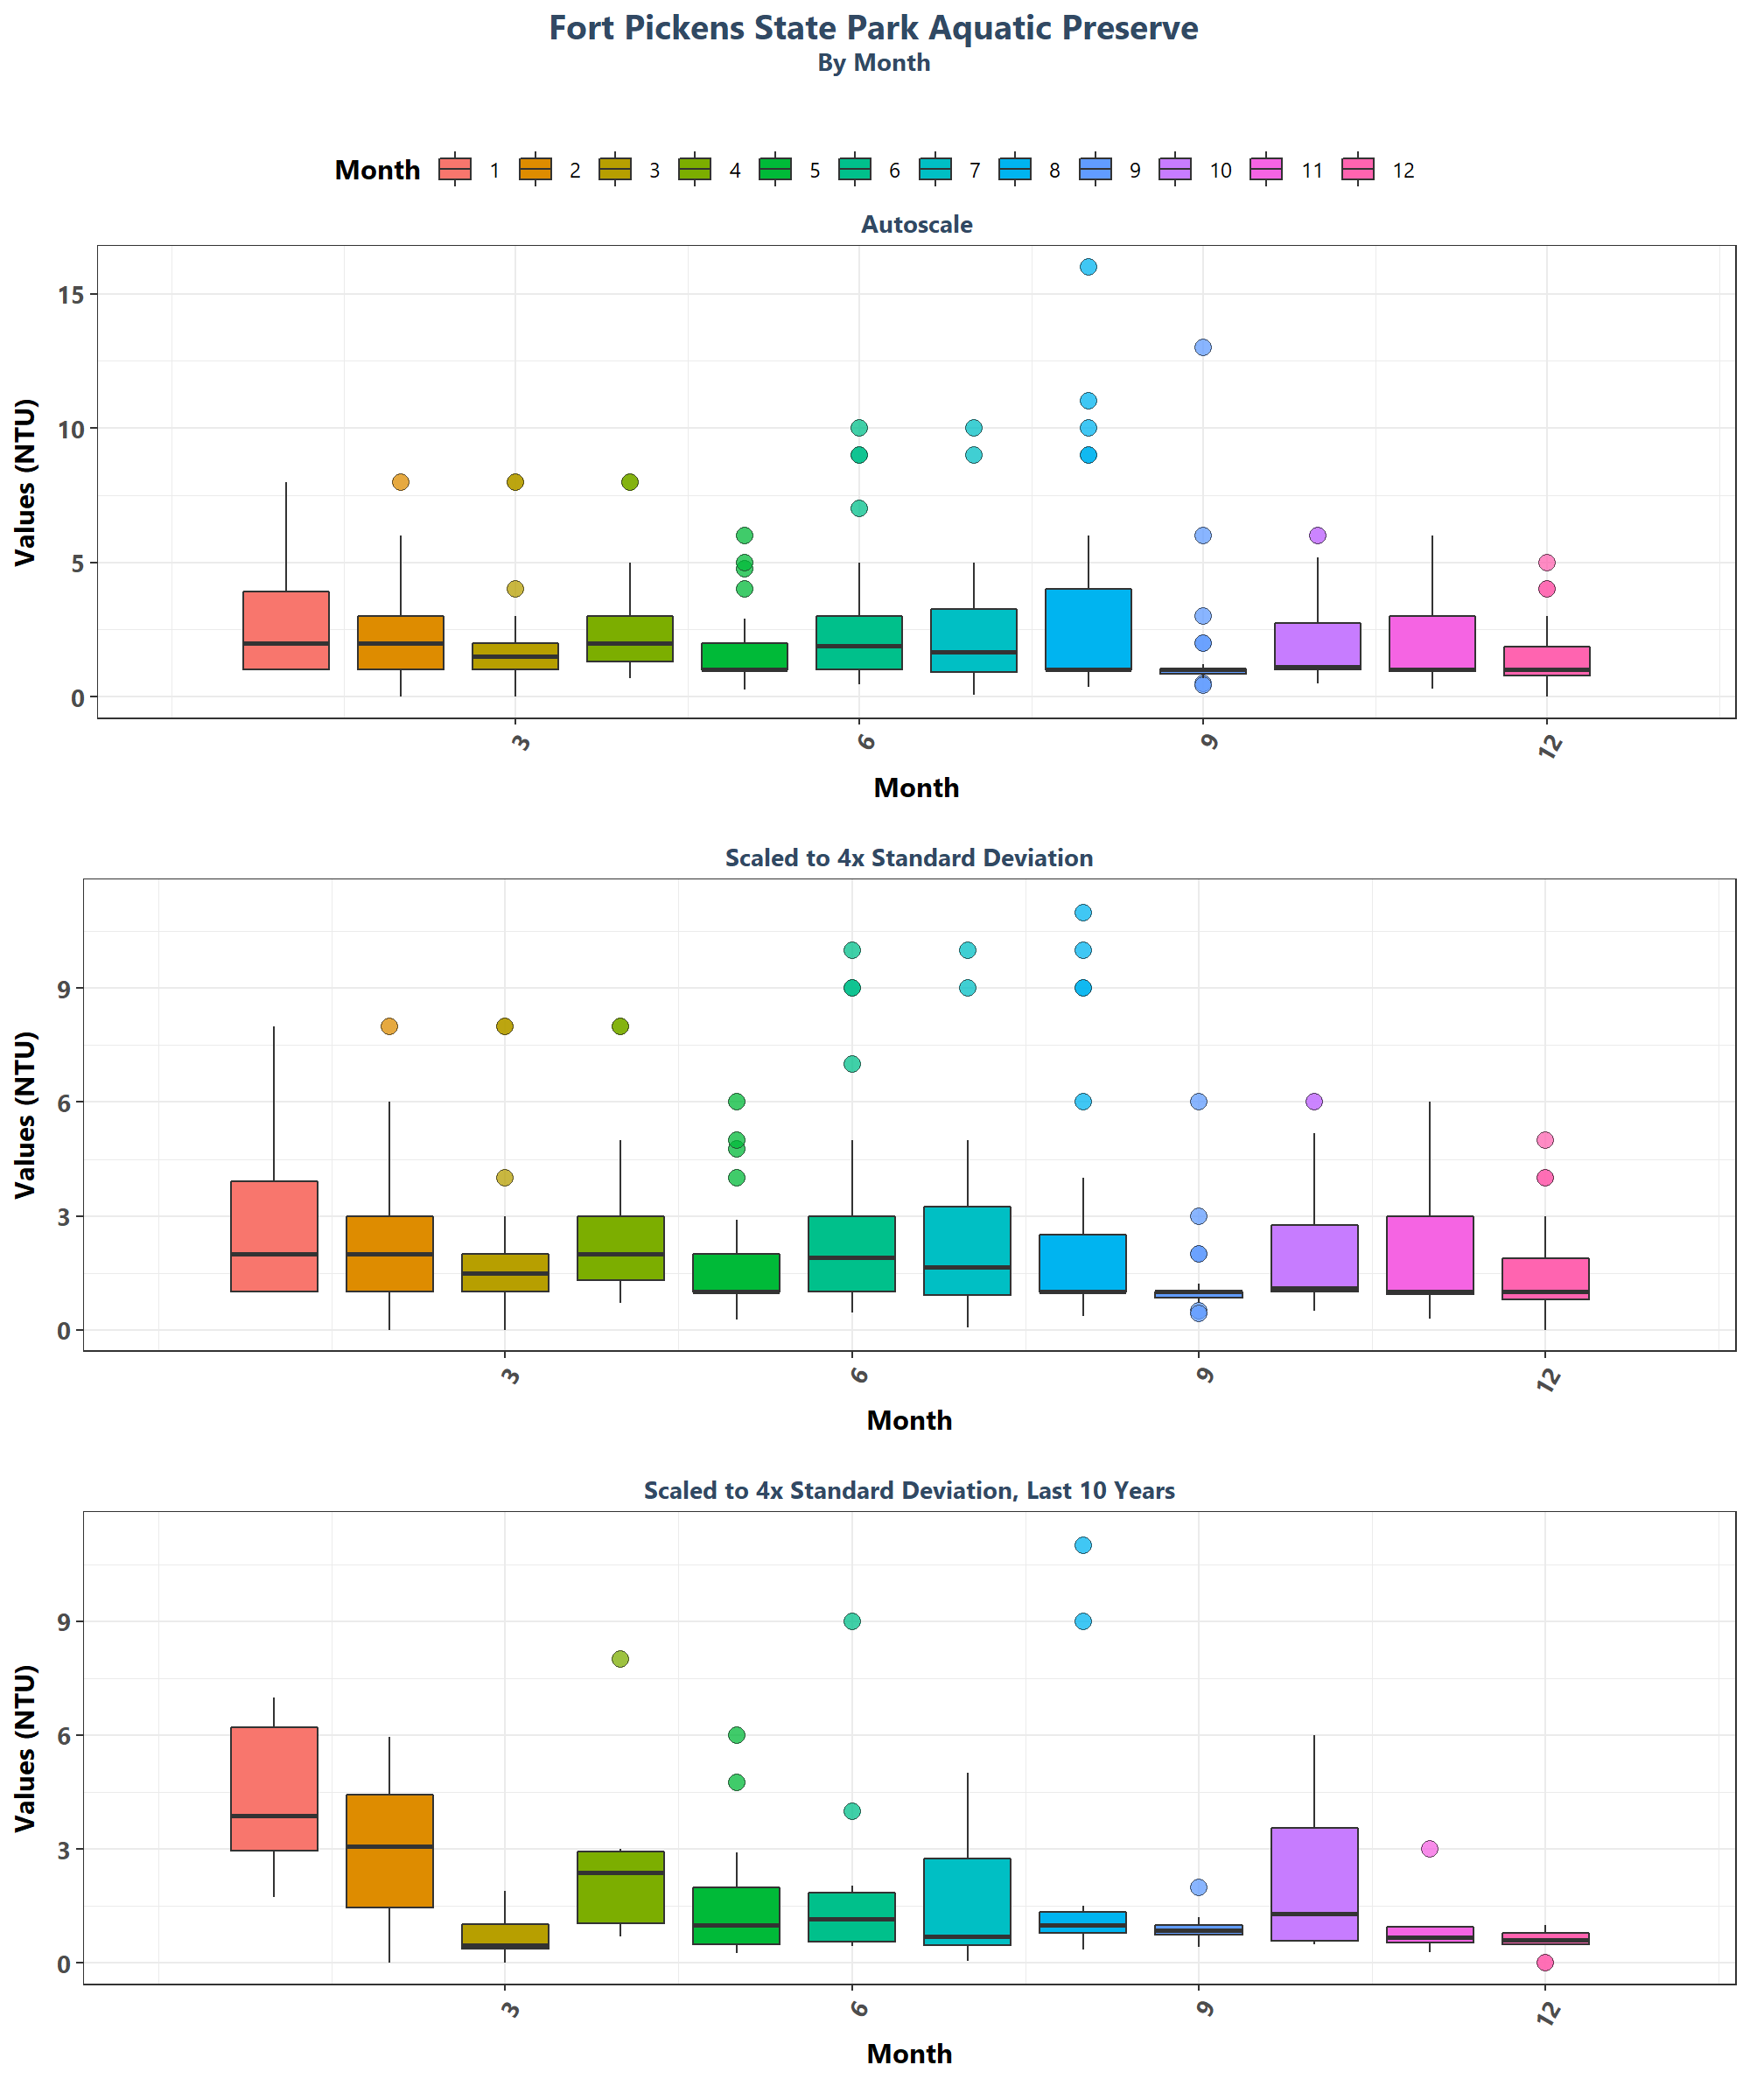 Fort Pickens State Park Aquatic Preserve
By Month
Month 1 2 3 4 5 6 7 8 9 10 11 12
Autoscale
Values (NTU)
15
10
5
0
3 6 9 12
Month
Scaled to 4x Standard Deviation
Values (NTU)
9
6
3
0
3 6 9 12
Month
Scaled to 4x Standard Deviation, Last 10 Years
Values (NTU)
9
6
3
0
3 6 9 12
Month